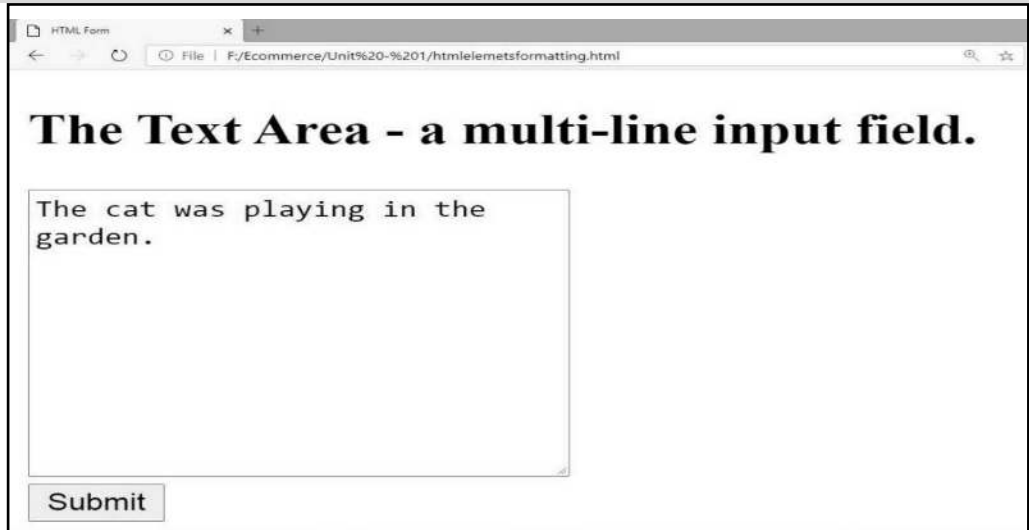 HTML Form
File | F:/Ecommerce/Unit%20-%201/htmlelemetsformatting.html
The Text Area - a multi-line input field.
The cat was playing in the
garden.
Submit